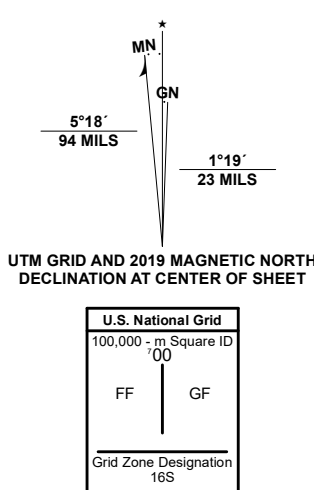 ★
MN
GN
5°18´
94 MILS
1°19´
23 MILS
UTM GRID AND 2019 MAGNETIC NORTH
DECLINATION AT CENTER OF SHEET
U.S. National Grid
100,000 - m Square ID
⁷00
FF GF
Grid Zone Designation
16S